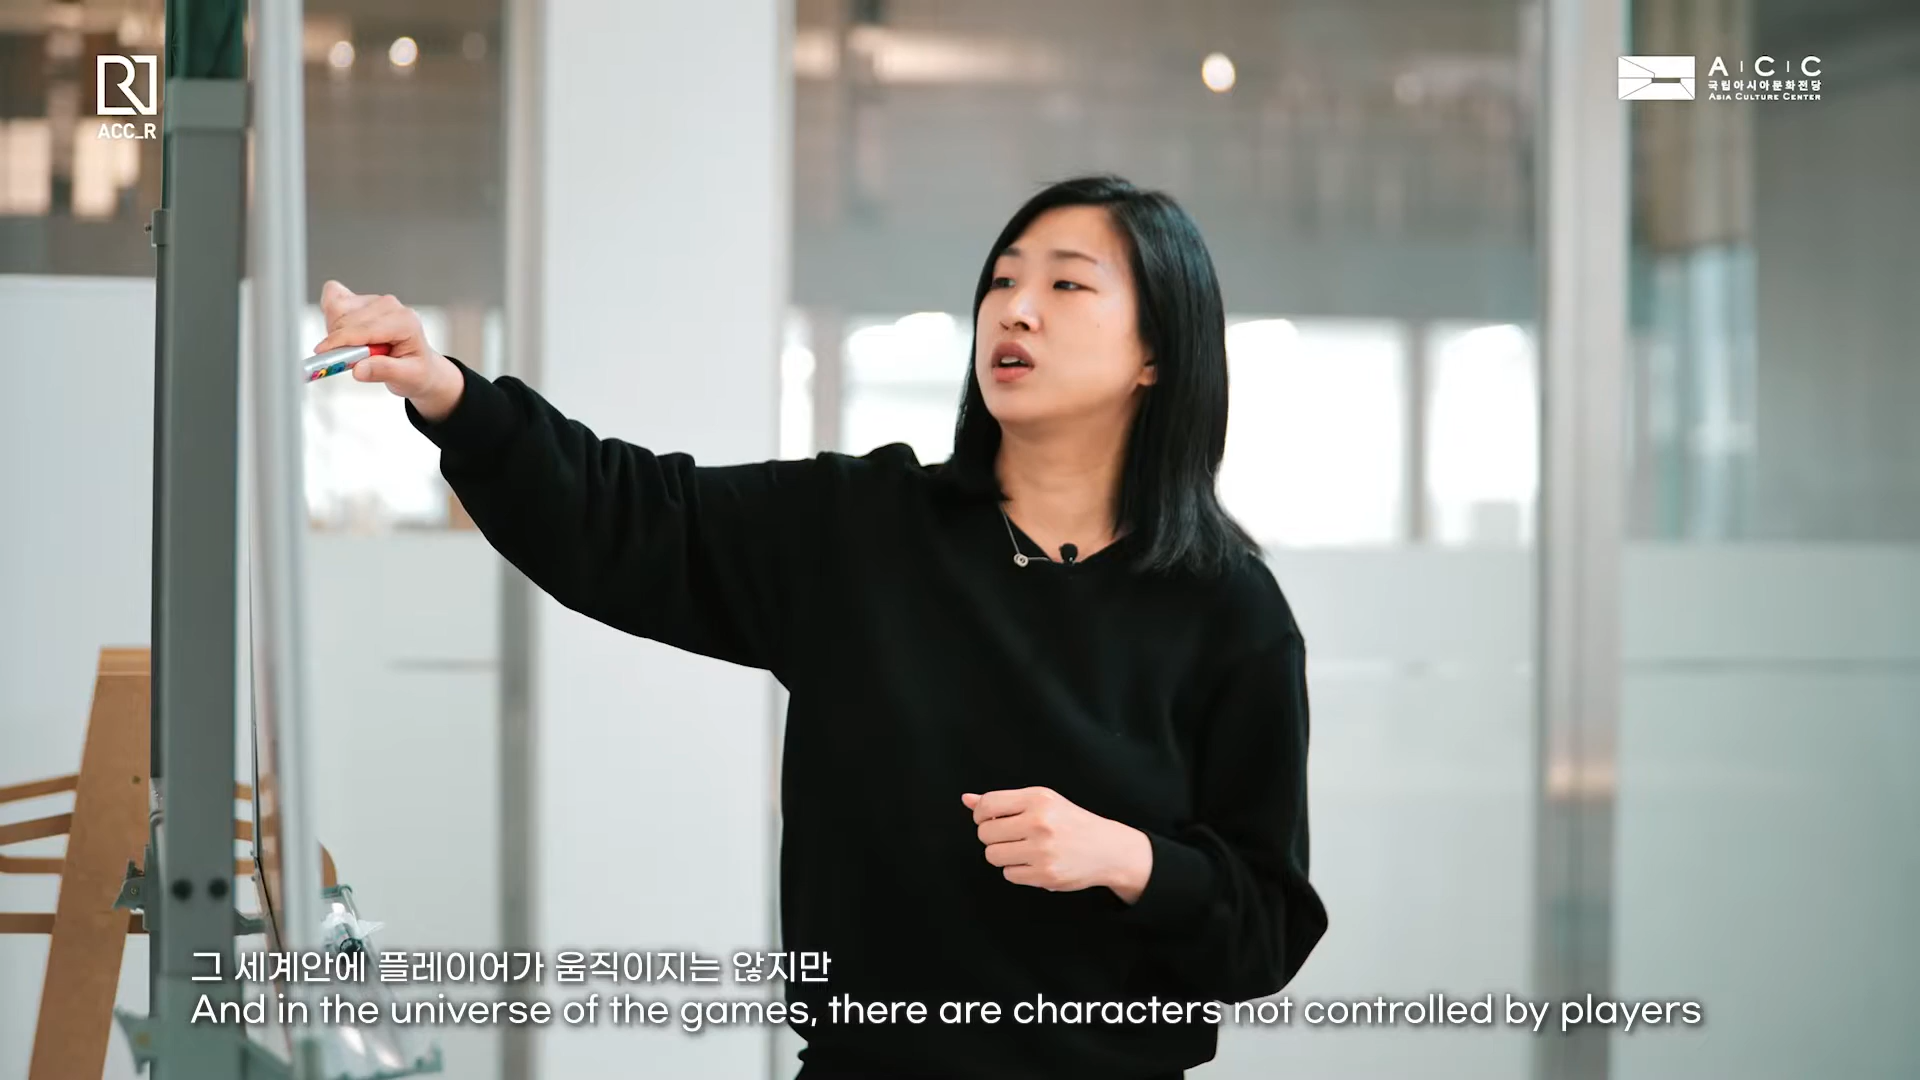 ACC_R
A C C
국립아시아문화전당
ASIA CULTURE CENTER
그 세계안에 플레이어가 움직이지는 않지만
And in the universe of the games, there are characters not controlled by players